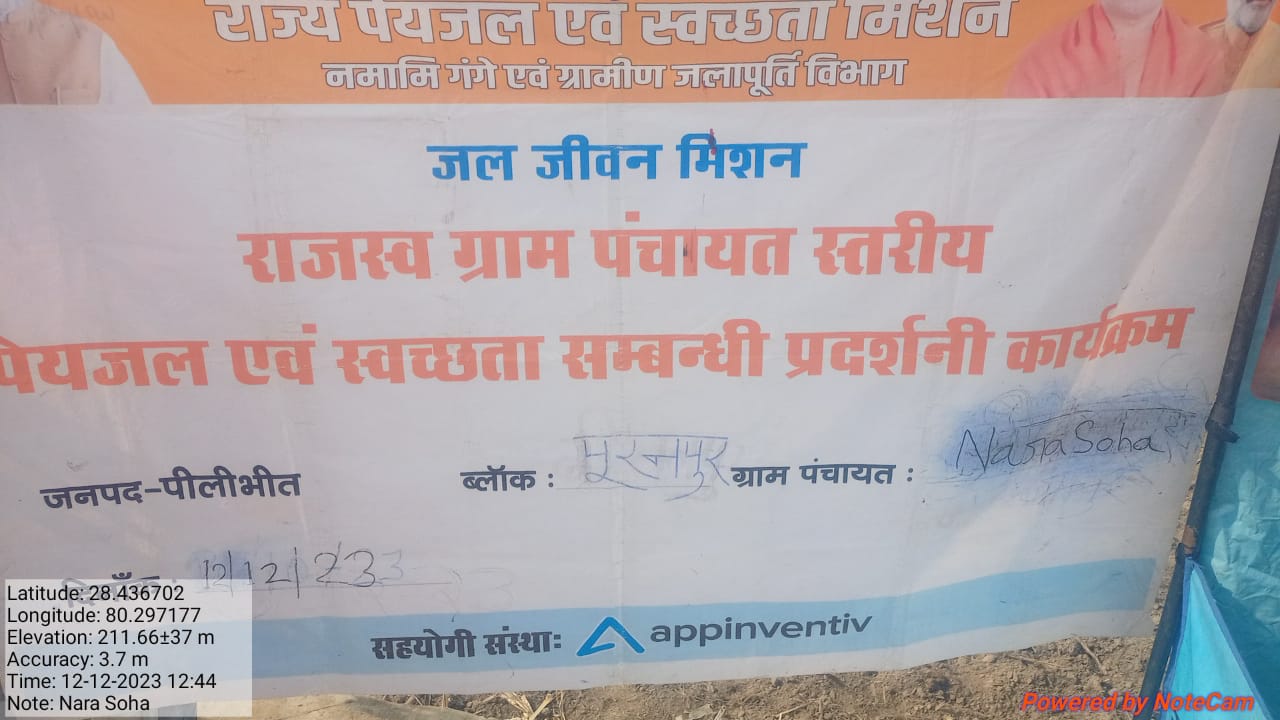 राज्य पेयजल एवं स्वच्छता मिशन
नमामि गंगे एवं ग्रामीण जलापूर्ति विभाग
जल जीवन मिशन
राजस्व ग्राम पंचायत स्तरीय
पेयजल एवं स्वच्छता सम्बन्धी प्रदर्शनी कार्यक्रम
जनपद-पीलीभीत ब्लॉक : पूरनपुर ग्राम पंचायत : Nara Soha
दिनाँक : 12/12/23
सहयोगी संस्था: appinventiv
Latitude: 28.436702
Longitude: 80.297177
Elevation: 211.66±37 m
Accuracy: 3.7 m
Time: 12-12-2023 12:44
Note: Nara Soha
Powered by NoteCam